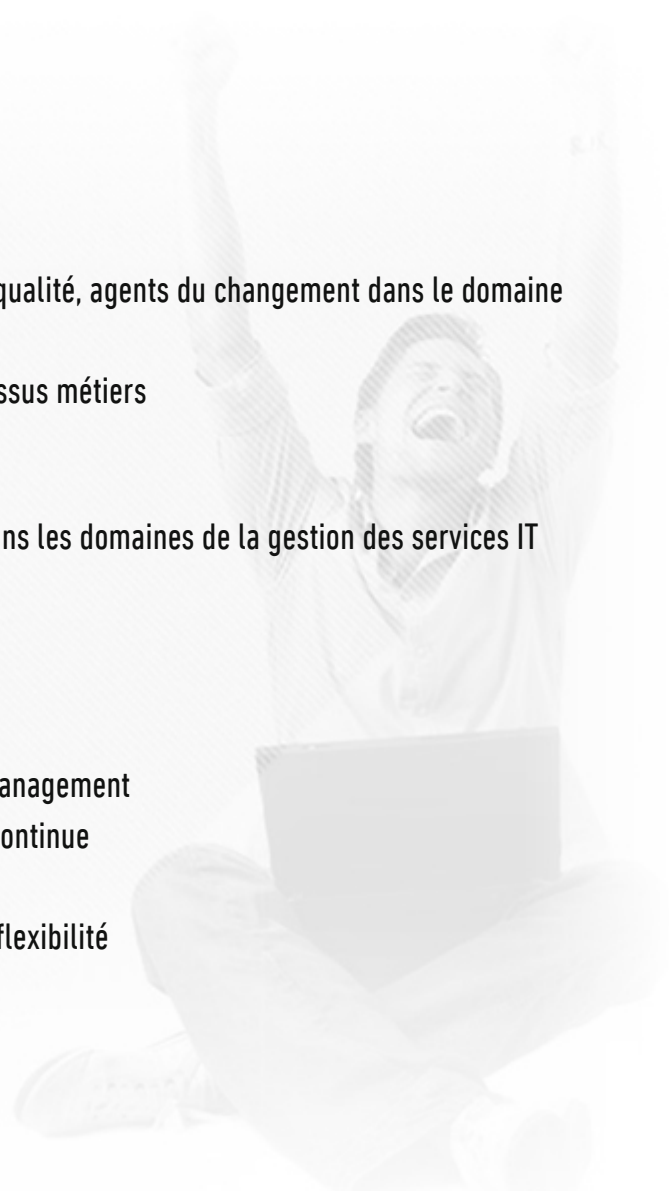 qualité, agents du changement dans le domaine
ssus métiers
ns les domaines de la gestion des services IT
anagement
ontinue
flexibilité